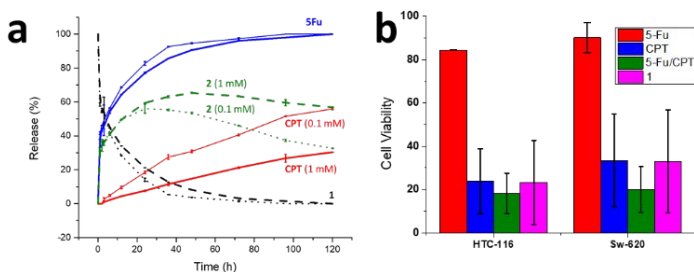 a
120
100
80
60
40
20
0
-20
Release (%)
5Fu
2 (1 mM)
2 (0.1 mM)
CPT (0.1 mM)
CPT (1 mM)
1
0 20 40 60 80 100 120
Time (h)
b
100
80
60
40
20
0
Cell Viability
5-Fu
CPT
5-Fu/CPT
1
HTC-116 Sw-620